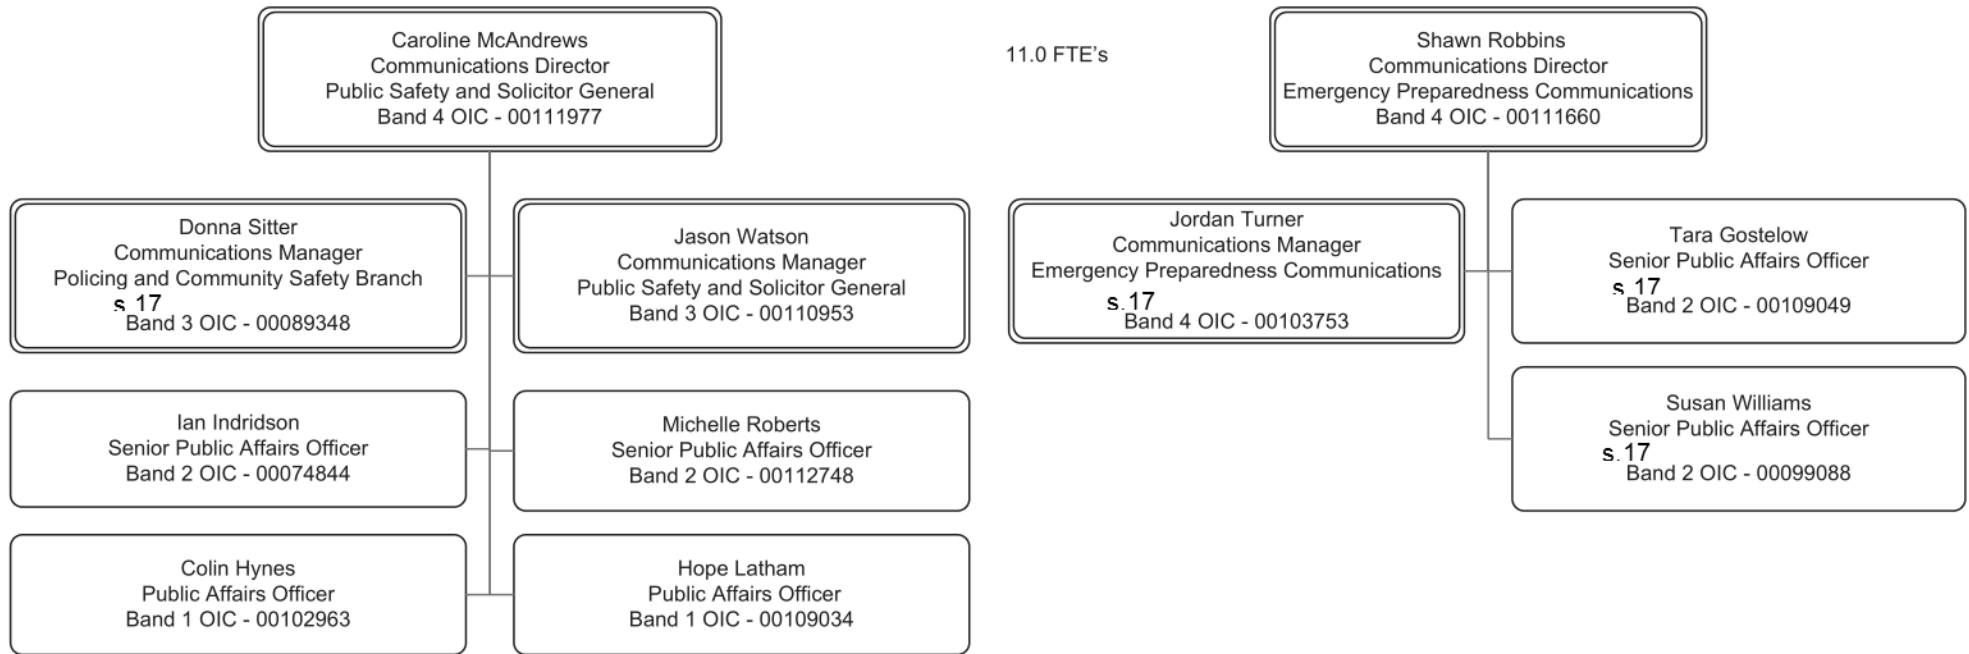 Caroline McAndrews
Communications Director
Public Safety and Solicitor General
Band 4 OIC - 00111977
11.0 FTE's
Shawn Robbins
Communications Director
Emergency Preparedness Communications
Band 4 OIC - 00111660
Donna Sitter
Communications Manager
Policing and Community Safety Branch
s.17
Band 3 OIC - 00089348
Jason Watson
Communications Manager
Public Safety and Solicitor General
Band 3 OIC - 00110953
Jordan Turner
Communications Manager
Emergency Preparedness Communications
s.17
Band 4 OIC - 00103753
Tara Gostelow
Senior Public Affairs Officer
s.17
Band 2 OIC - 00109049
Ian Indridson
Senior Public Affairs Officer
Band 2 OIC - 00074844
Michelle Roberts
Senior Public Affairs Officer
Band 2 OIC - 00112748
Susan Williams
Senior Public Affairs Officer
s.17
Band 2 OIC - 00099088
Colin Hynes
Public Affairs Officer
Band 1 OIC - 00102963
Hope Latham
Public Affairs Officer
Band 1 OIC - 00109034